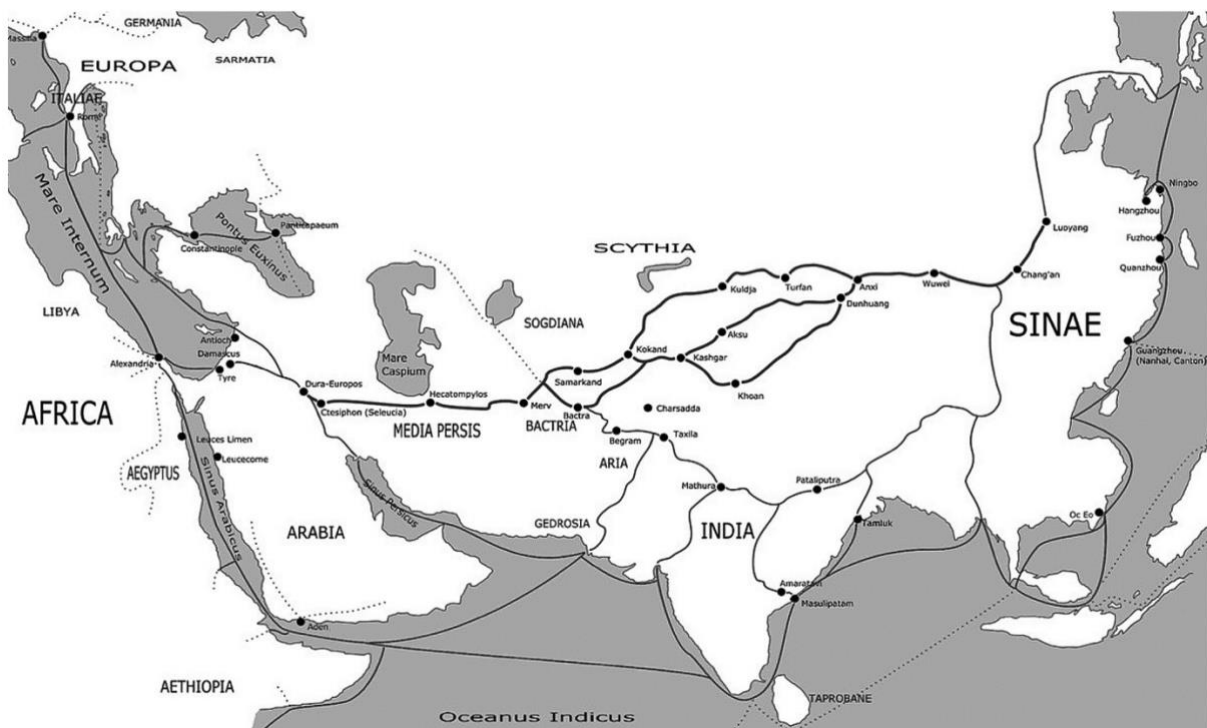 GERMANIA
Massilia
SARMATIA
EUROPA
ITALIAE
Rome
Mare Internum
Pontus Euxinus
Panticapaeum
Constantinople
LIBYA
Antioch
Damascus
Alexandria
Tyre
AFRICA
Leuces Limen
Leucecome
AEGYPTUS
Sinus Arabicus
ARABIA
Aden
AETHIOPIA
Dura-Europos
Ctesiphon (Seleucia)
Mare
Caspium
Hecatompylos
MEDIA PERSIS
Sinus Persicus
GEDROSIA
SCYTHIA
SOGDIANA
Merv
Samarkand
BACTRIA
Bactra
Kokand
Kashgar
Kuldja
Turfan
Aksu
Khoan
Anxi
Dunhuang
Wuwei
Chang'an
Luoyang
Charsadda
Begram
Taxila
ARIA
Mathura
Pataliputra
INDIA
Tamluk
Amaratavi
Masulipatam
TAPROBANE
Oceanus Indicus
SINAE
Ningbo
Hangzhou
Fuzhou
Quanzhou
Guangzhou
(Nanhai, Canton)
Oc Eo